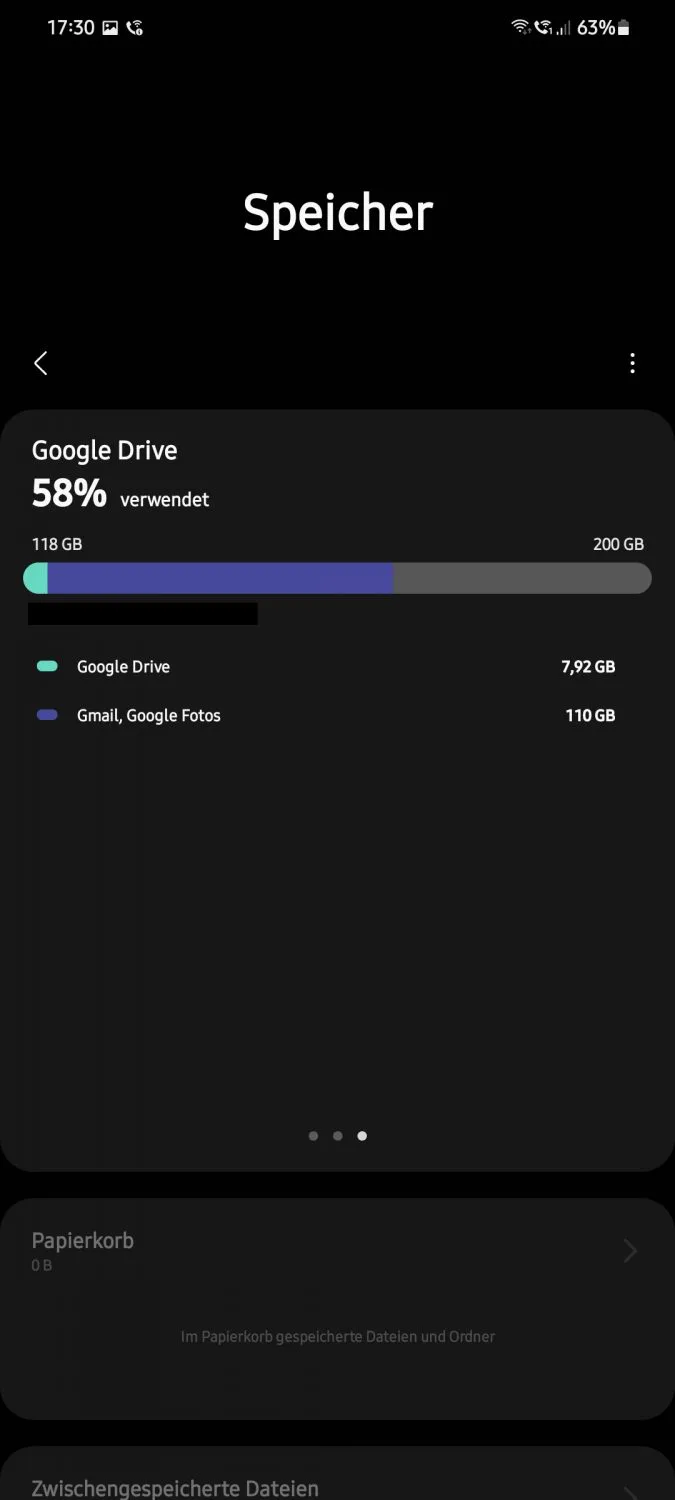 17:30 63%
Speicher
Google Drive
58% verwendet
118 GB 200 GB
Google Drive 7,92 GB
Gmail, Google Fotos 110 GB
Papierkorb
0 B
Im Papierkorb gespeicherte Dateien und Ordner
Zwischengespeicherte Dateien